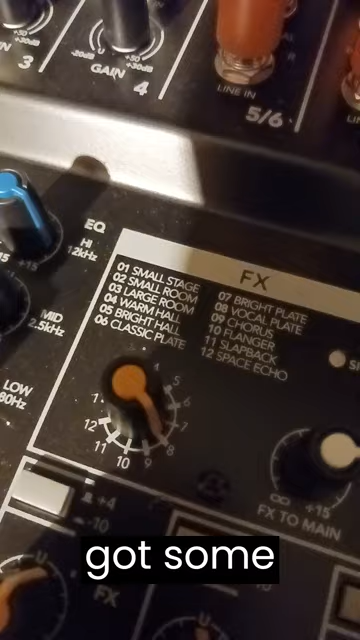 3
-20dB
+30dB
GAIN
4
LINE IN
5/6
EQ
HI
12kHz
MID
2.5kHz
LOW
80Hz
FX
01 SMALL STAGE
02 SMALL ROOM
03 LARGE ROOM
04 WARM HALL
05 BRIGHT HALL
06 CLASSIC PLATE
07 BRIGHT PLATE
08 VOCAL PLATE
09 CHORUS
10 FLANGER
11 SLAPBACK
12 SPACE ECHO
4
5
6
7
8
9
10
11
12
1
∞
+15
FX TO MAIN
+4
-10
U
FX
U
got some